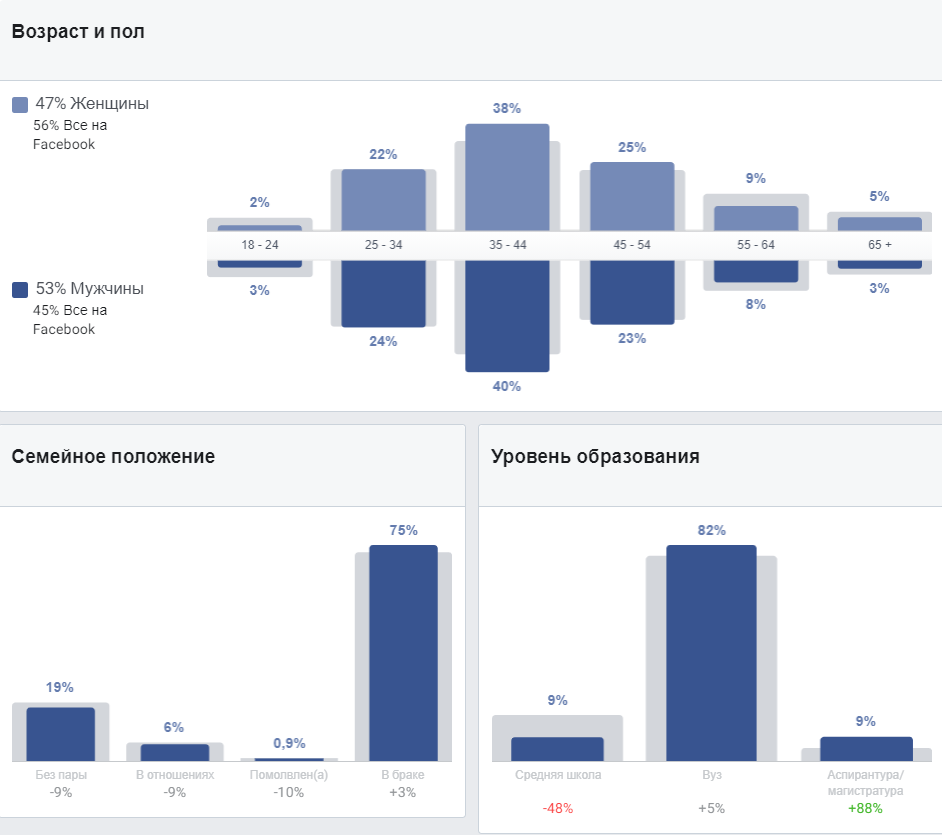 Возраст и пол
47% Женщины
56% Все на
Facebook
38%
22%
25%
2%
9%
5%
18 - 24
25 - 34
35 - 44
45 - 54
55 - 64
65 +
53% Мужчины
45% Все на
Facebook
3%
24%
40%
23%
8%
3%
Семейное положение
75%
19%
6%
0,9%
Без пары
В отношениях
Помолвлен(а)
В браке
-9%
-9%
-10%
+3%
Уровень образования
82%
9%
9%
Средняя школа
Вуз
Аспирантура/
магистратура
-48%
+5%
+88%